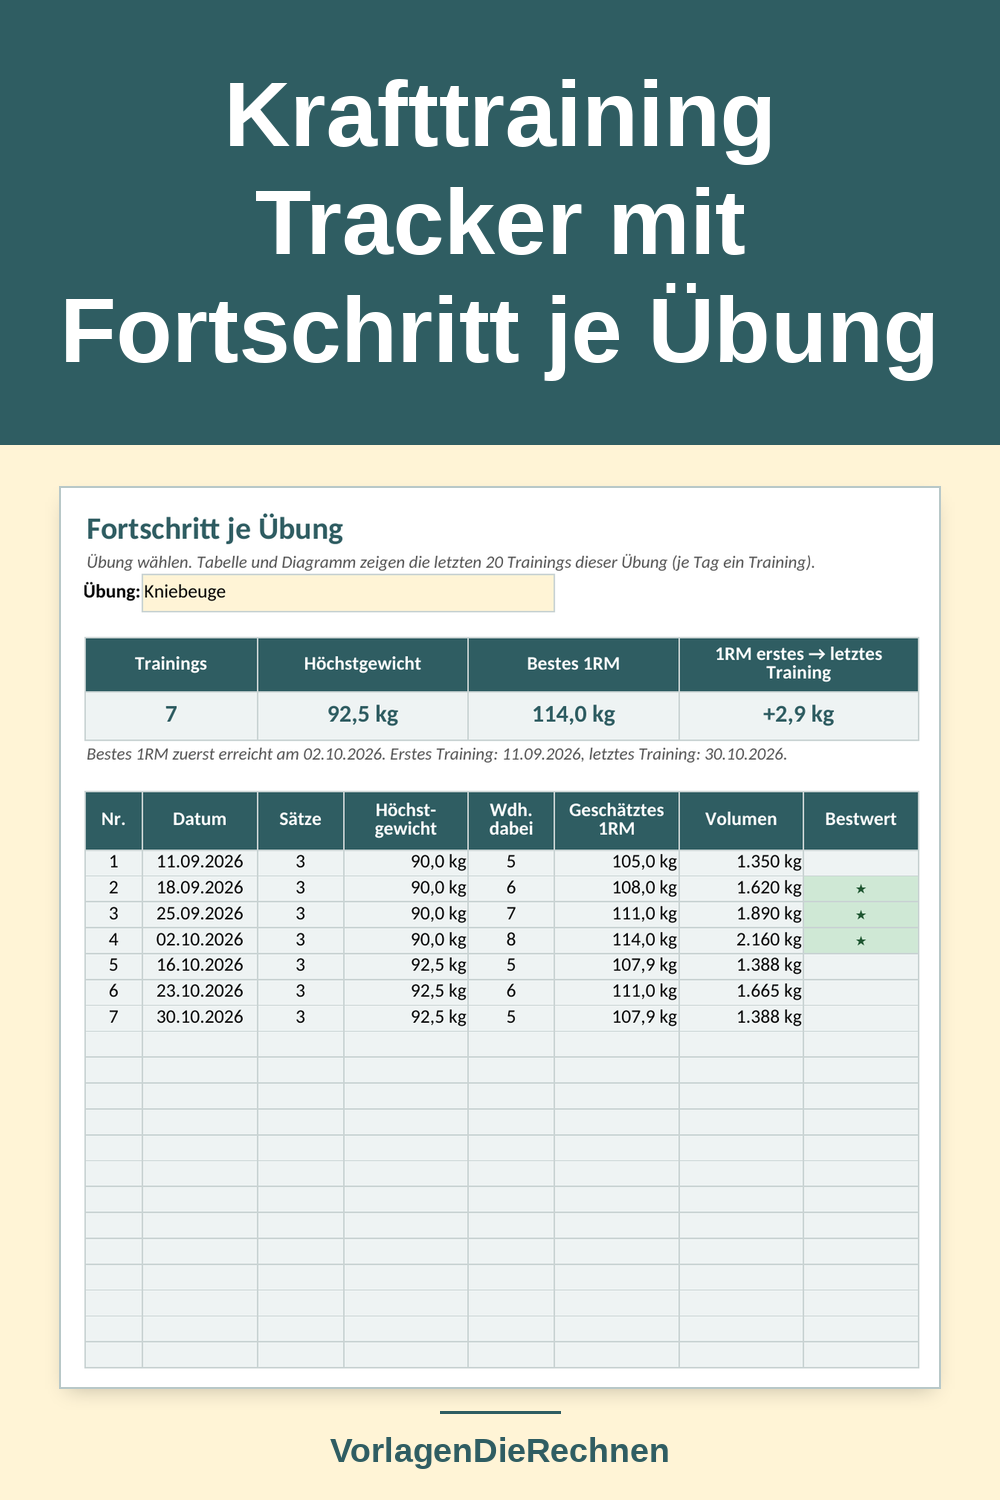 Krafttraining
Tracker mit
Fortschritt je Übung
Fortschritt je Übung
Übung wählen. Tabelle und Diagramm zeigen die letzten 20 Trainings dieser Übung (je Tag ein Training).
Übung: Kniebeuge
Trainings Höchstgewicht Bestes 1RM 1RM erstes → letztes Training
7 92,5 kg 114,0 kg +2,9 kg
Bestes 1RM zuerst erreicht am 02.10.2026. Erstes Training: 11.09.2026, letztes Training: 30.10.2026.
Nr. Datum Sätze Höchst-gewicht Wdh. dabei Geschätztes 1RM Volumen Bestwert
1 11.09.2026 3 90,0 kg 5 105,0 kg 1.350 kg
2 18.09.2026 3 90,0 kg 6 108,0 kg 1.620 kg ★
3 25.09.2026 3 90,0 kg 7 111,0 kg 1.890 kg ★
4 02.10.2026 3 90,0 kg 8 114,0 kg 2.160 kg ★
5 16.10.2026 3 92,5 kg 5 107,9 kg 1.388 kg
6 23.10.2026 3 92,5 kg 6 111,0 kg 1.665 kg
7 30.10.2026 3 92,5 kg 5 107,9 kg 1.388 kg
VorlagenDieRechnen